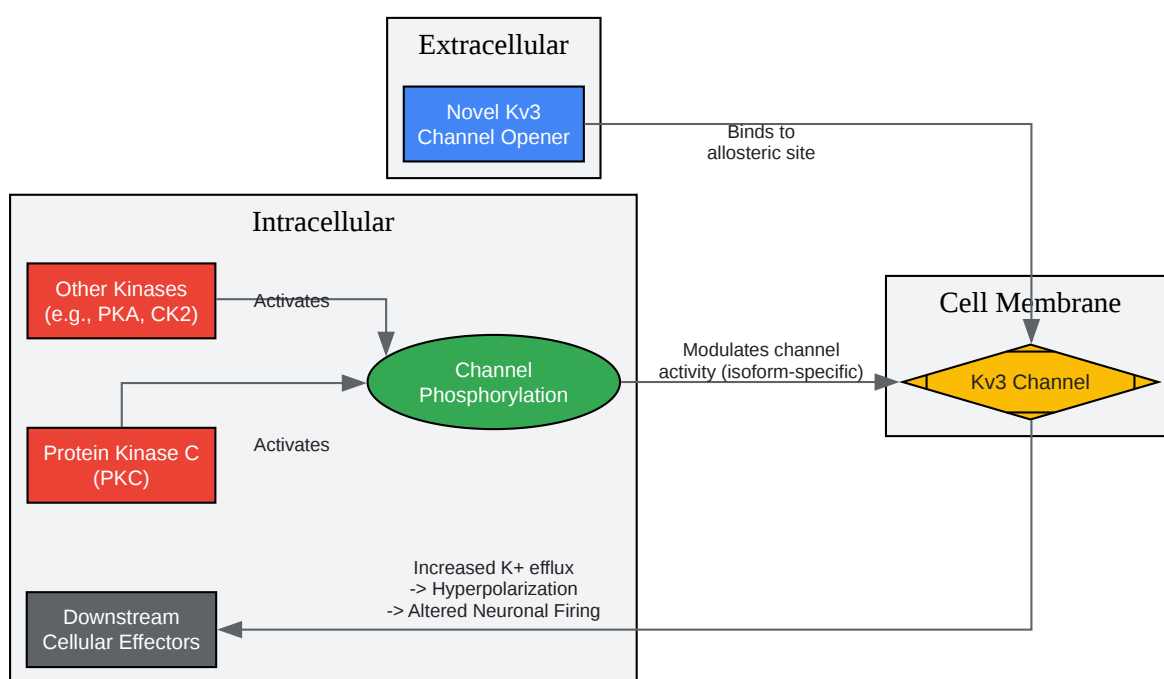 Extracellular
Novel Kv3
Channel Opener
Binds to
allosteric site
Intracellular
Other Kinases
(e.g., PKA, CK2)
Activates
Channel
Phosphorylation
Modulates channel
activity (isoform-specific)
Cell Membrane
Kv3 Channel
Protein Kinase C
(PKC)
Activates
Increased K+ efflux
-> Hyperpolarization
-> Altered Neuronal Firing
Downstream
Cellular Effectors